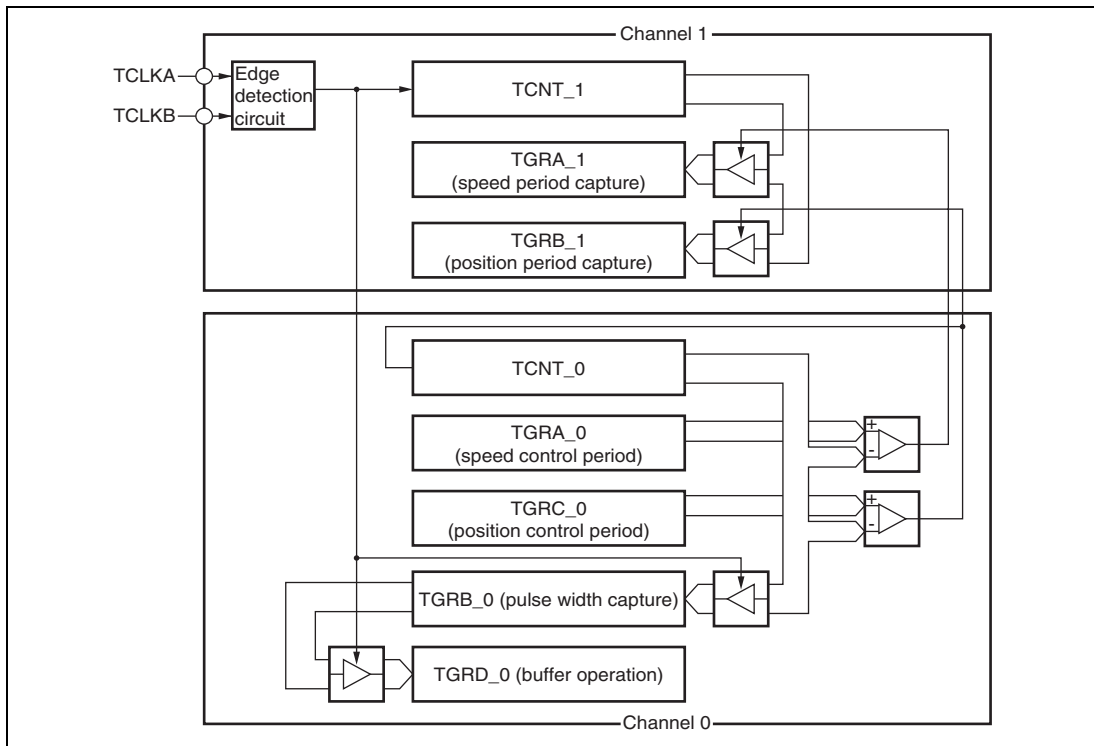 Channel 1
TCLKA
TCLKB
Edge
detection
circuit
TCNT_1
TGRA_1
(speed period capture)
TGRB_1
(position period capture)
TCNT_0
TGRA_0
(speed control period)
+
-
TGRC_0
(position control period)
+
-
TGRB_0 (pulse width capture)
TGRD_0 (buffer operation)
Channel 0